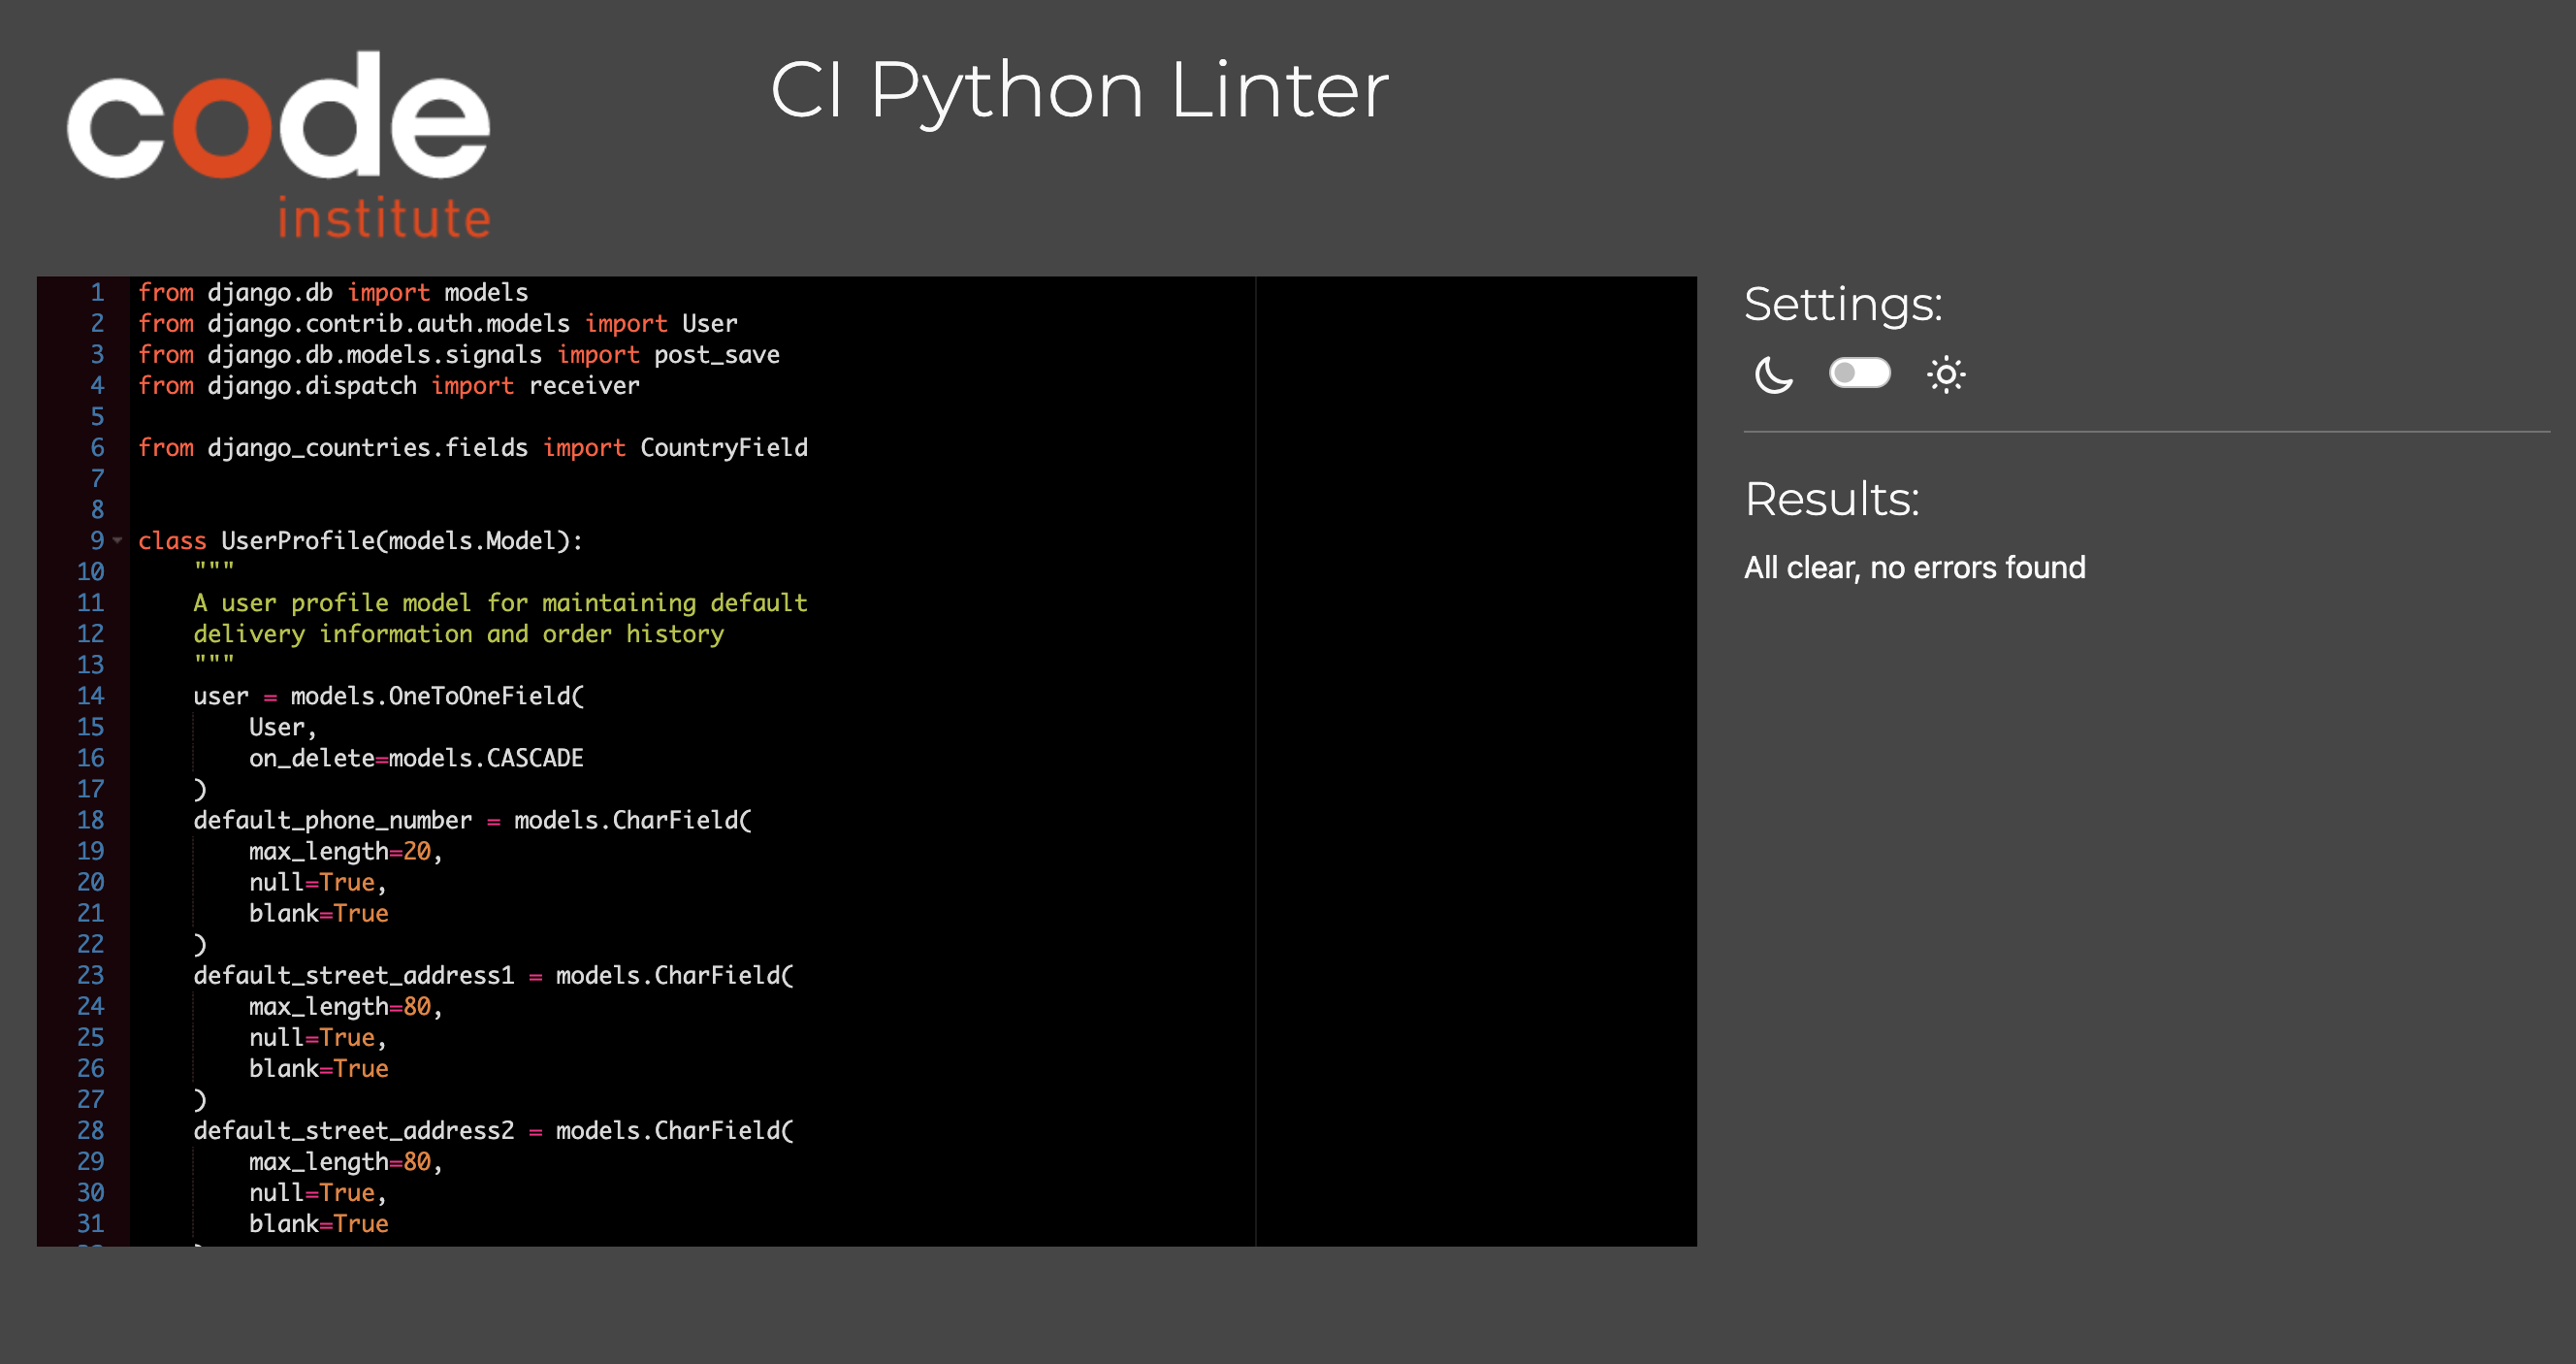 code
institute
CI Python Linter
1 from django.db import models
2 from django.contrib.auth.models import User
3 from django.db.models.signals import post_save
4 from django.dispatch import receiver
5
6 from django_countries.fields import CountryField
7
8
9 class UserProfile(models.Model):
10     """
11     A user profile model for maintaining default
12     delivery information and order history
13     """
14     user = models.OneToOneField(
15         User,
16         on_delete=models.CASCADE
17     )
18     default_phone_number = models.CharField(
19         max_length=20,
20         null=True,
21         blank=True
22     )
23     default_street_address1 = models.CharField(
24         max_length=80,
25         null=True,
26         blank=True
27     )
28     default_street_address2 = models.CharField(
29         max_length=80,
30         null=True,
31         blank=True
Settings:
Results:
All clear, no errors found